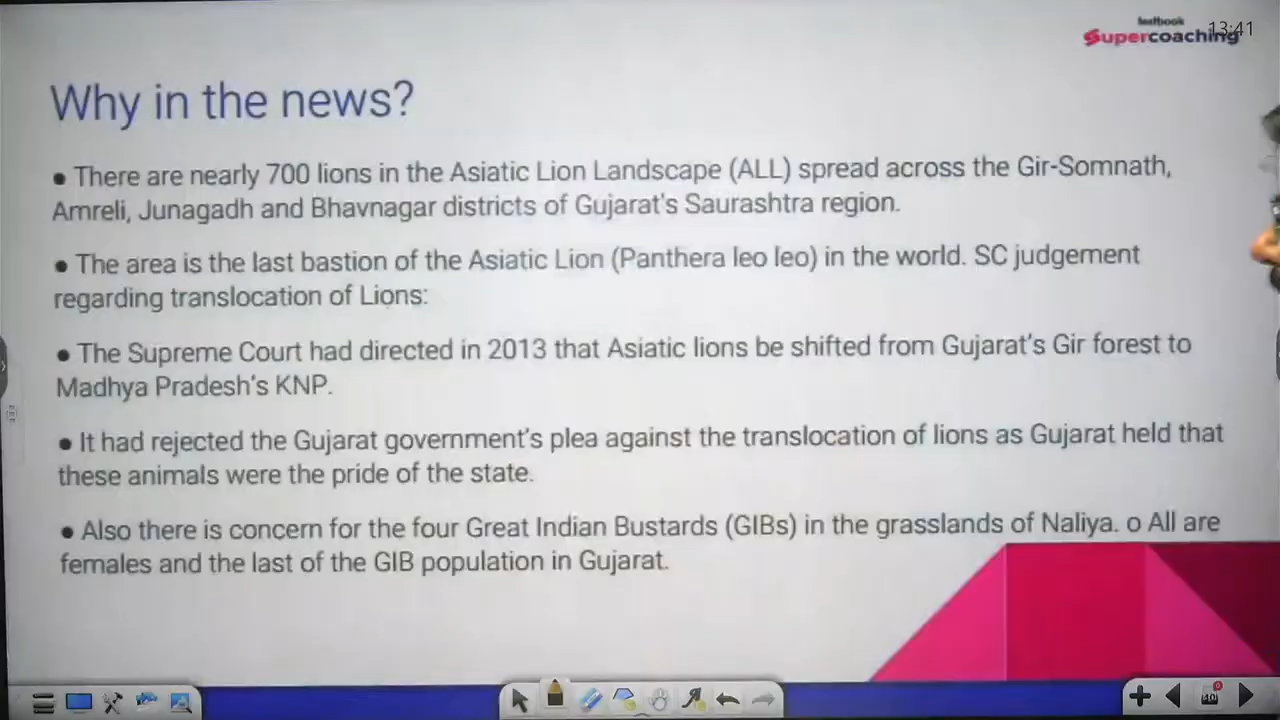 testbook
Supercoaching
13:41
Why in the news?
● There are nearly 700 lions in the Asiatic Lion Landscape (ALL) spread across the Gir-Somnath,
Amreli, Junagadh and Bhavnagar districts of Gujarat's Saurashtra region.
● The area is the last bastion of the Asiatic Lion (Panthera leo leo) in the world. SC judgement
regarding translocation of Lions:
● The Supreme Court had directed in 2013 that Asiatic lions be shifted from Gujarat's Gir forest to
Madhya Pradesh's KNP.
● It had rejected the Gujarat government's plea against the translocation of lions as Gujarat held that
these animals were the pride of the state.
● Also there is concern for the four Great Indian Bustards (GIBs) in the grasslands of Naliya. o All are
females and the last of the GIB population in Gujarat.